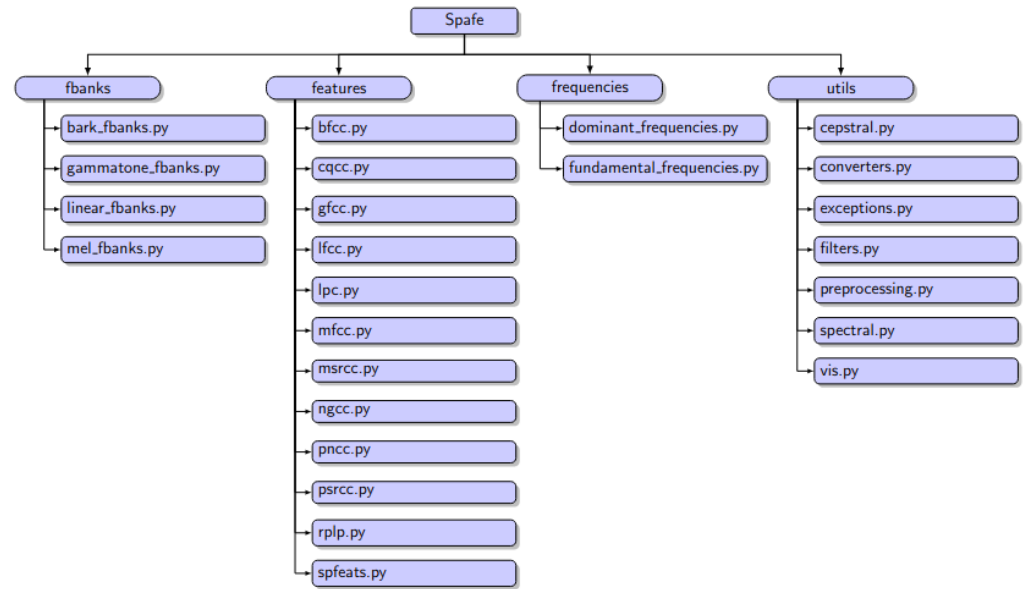 Spafe
fbanks
bark_fbanks.py
gammatone_fbanks.py
linear_fbanks.py
mel_fbanks.py
features
bfcc.py
cqcc.py
gfcc.py
lfcc.py
lpc.py
mfcc.py
msrcc.py
ngcc.py
pncc.py
psrcc.py
rplp.py
spfeats.py
frequencies
dominant_frequencies.py
fundamental_frequencies.py
utils
cepstral.py
converters.py
exceptions.py
filters.py
preprocessing.py
spectral.py
vis.py